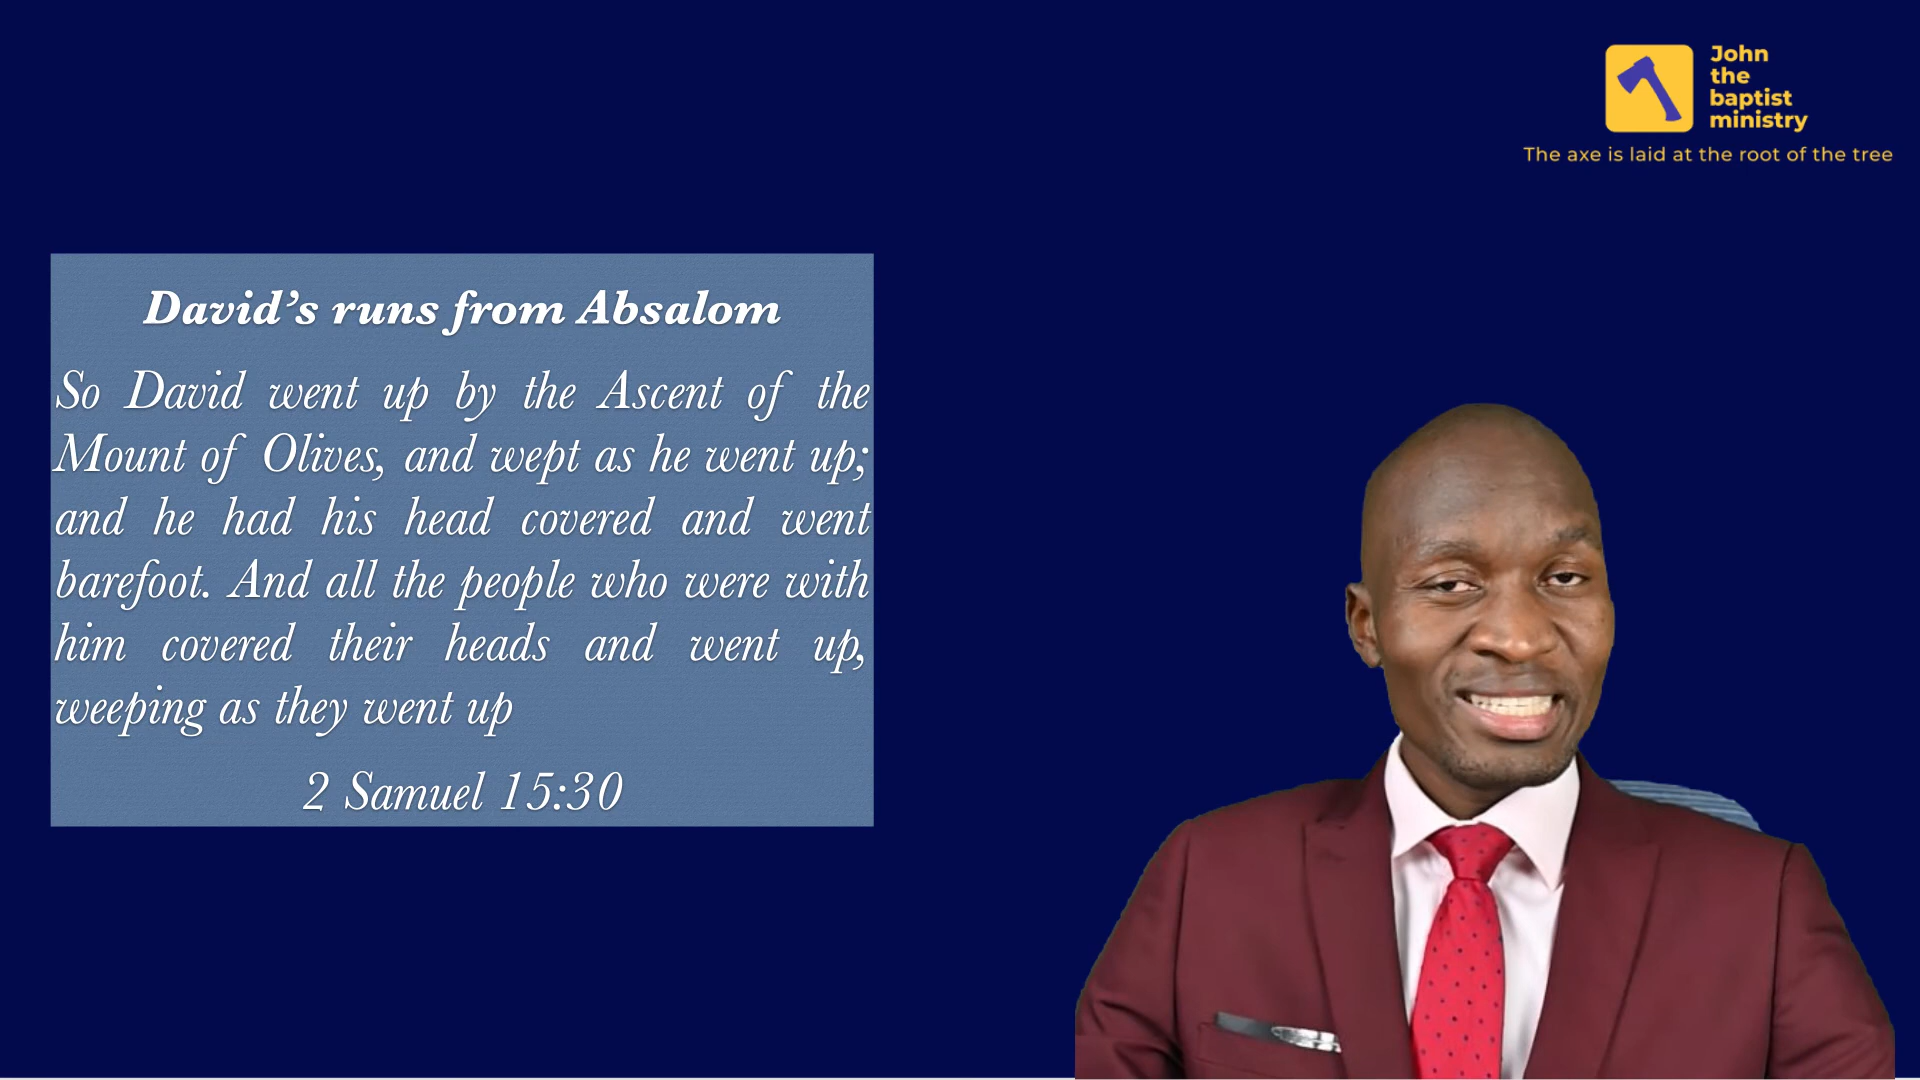 John
the
baptist
ministry
The axe is laid at the root of the tree
David’s runs from Absalom
So David went up by the Ascent of the
Mount of Olives, and wept as he went up;
and he had his head covered and went
barefoot. And all the people who were with
him covered their heads and went up,
weeping as they went up
2 Samuel 15:30